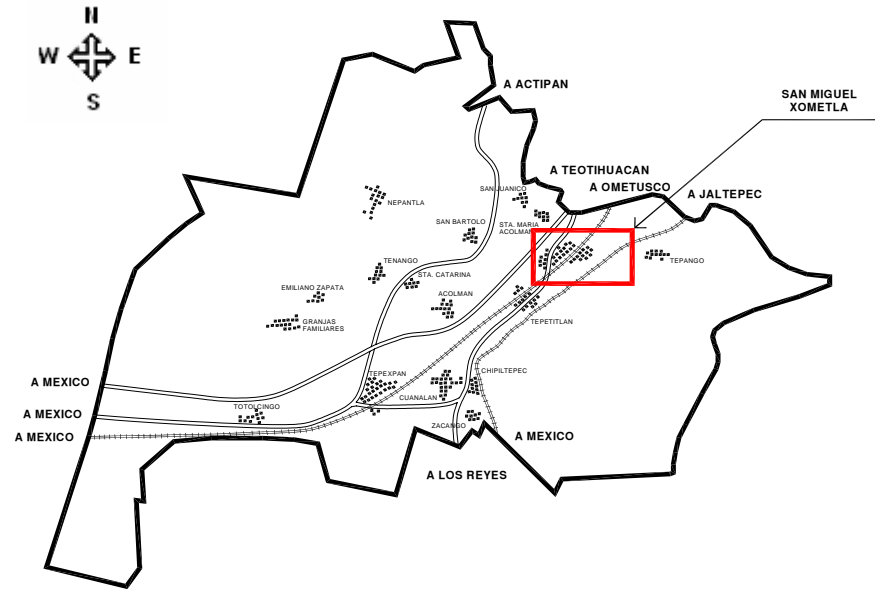 N
W E
S
A ACTIPAN
SAN MIGUEL
XOMETLA
A TEOTIHUACAN
A OMETUSCO
A JALTEPEC
SAN JUANICO
NEPANTLA
SAN BARTOLO
STA. MARIA
ACOLMAN
TENANGO
STA. CATARINA
TEPANGO
EMILIANO ZAPATA
ACOLMAN
GRANJAS
FAMILIARES
TEPETITLAN
A MEXICO
TEPEXPAN
CHIPILTEPEC
CUANALAN
TOTOLCINGO
A MEXICO
ZACANGO
A MEXICO
A MEXICO
A LOS REYES